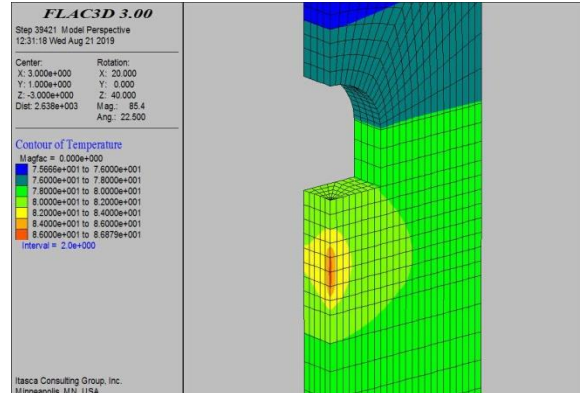 FLAC3D 3.00
Step 39421 Model Perspective
12:31:18 Wed Aug 21 2019
Center: Rotation:
X: 3.000e+000 X: 20.000
Y: 1.000e+000 Y: 0.000
Z: -3.000e+000 Z: 40.000
Dist: 2.638e+003 Mag.: 85.4
Ang.: 22.500
Contour of Temperature
Magfac = 0.000e+000
7.5666e+001 to 7.6000e+001
7.6000e+001 to 7.8000e+001
7.8000e+001 to 8.0000e+001
8.0000e+001 to 8.2000e+001
8.2000e+001 to 8.4000e+001
8.4000e+001 to 8.6000e+001
8.6000e+001 to 8.6879e+001
Interval = 2.0e+000
Itasca Consulting Group, Inc.
Minneapolis, MN USA